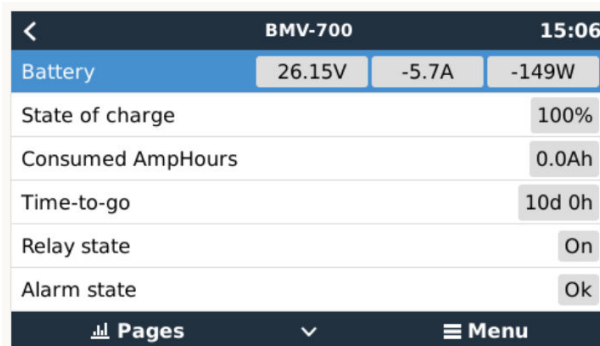 BMV-700 15:06
Battery 26.15V -5.7A -149W
State of charge 100%
Consumed AmpHours 0.0Ah
Time-to-go 10d 0h
Relay state On
Alarm state Ok
Pages Menu